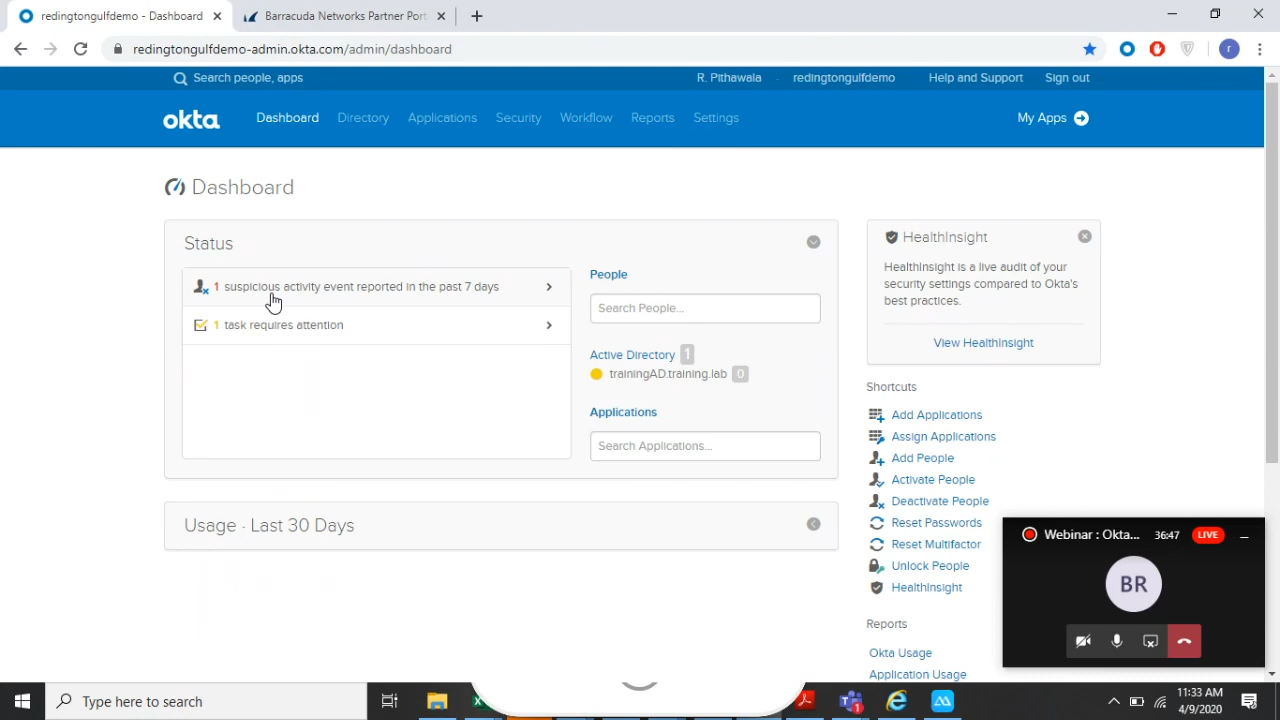 redingtongulfdemo - Dashboard
Barracuda Networks Partner Port
redingtongulfdemo-admin.okta.com/admin/dashboard
r
Search people, apps
R. Pithawala
redingtongulfdemo
Help and Support
Sign out
okta
Dashboard
Directory
Applications
Security
Workflow
Reports
Settings
My Apps
Dashboard
Status
1 suspicious activity event reported in the past 7 days
1 task requires attention
People
Search People...
Active Directory 1
trainingAD.training.lab 0
Applications
Search Applications...
Usage · Last 30 Days
HealthInsight
HealthInsight is a live audit of your
security settings compared to Okta's
best practices.
View HealthInsight
Shortcuts
Add Applications
Assign Applications
Add People
Activate People
Deactivate People
Reset Passwords
Reset Multifactor
Unlock People
HealthInsight
Reports
Okta Usage
Application Usage
Webinar : Okta...
36:47
LIVE
BR
Type here to search
1
11:33 AM
4/9/2020